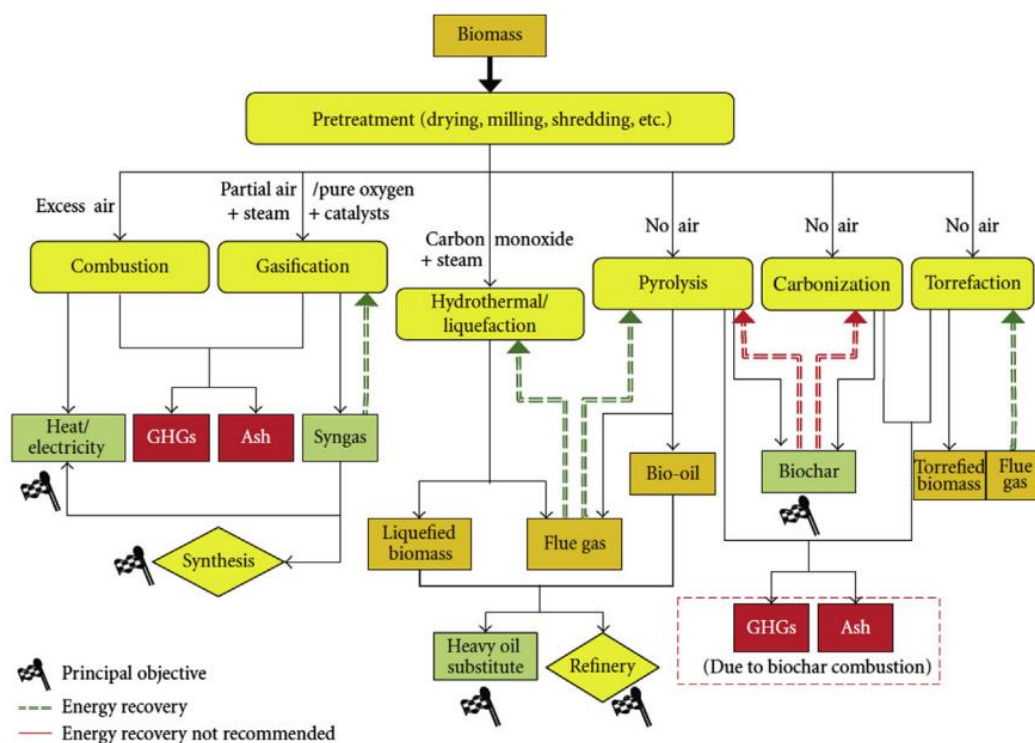 Biomass
Pretreatment (drying, milling, shredding, etc.)
Excess air
Partial air /pure oxygen
+ steam + catalysts
Carbon monoxide
+ steam
No air
No air
No air
Combustion
Gasification
Hydrothermal/
liquefaction
Pyrolysis
Carbonization
Torrefaction
Heat/
electricity
GHGs
Ash
Syngas
Bio-oil
Biochar
Torrefied
biomass
Flue
gas
Liquefied
biomass
Flue gas
Synthesis
Heavy oil
substitute
Refinery
GHGs
Ash
(Due to biochar combustion)
Principal objective
Energy recovery
Energy recovery not recommended